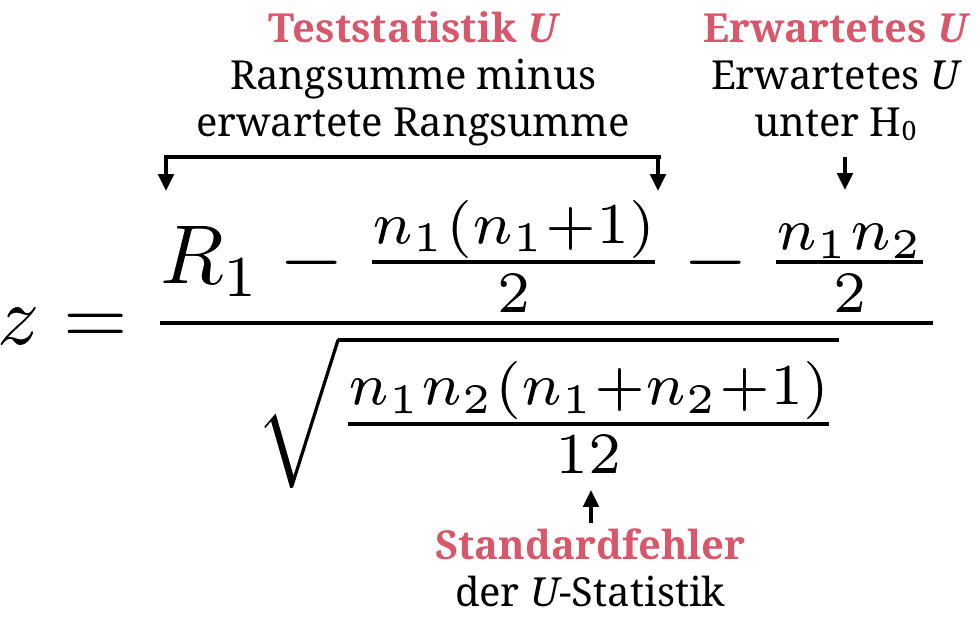 Teststatistik U
Rangsumme minus
erwartete Rangsumme
Erwartetes U
Erwartetes U
unter H₀
z = \frac{R_1 - \frac{n_1(n_1+1)}{2} - \frac{n_1 n_2}{2}}{\sqrt{\frac{n_1 n_2(n_1+n_2+1)}{12}}}
Standardfehler
der U-Statistik